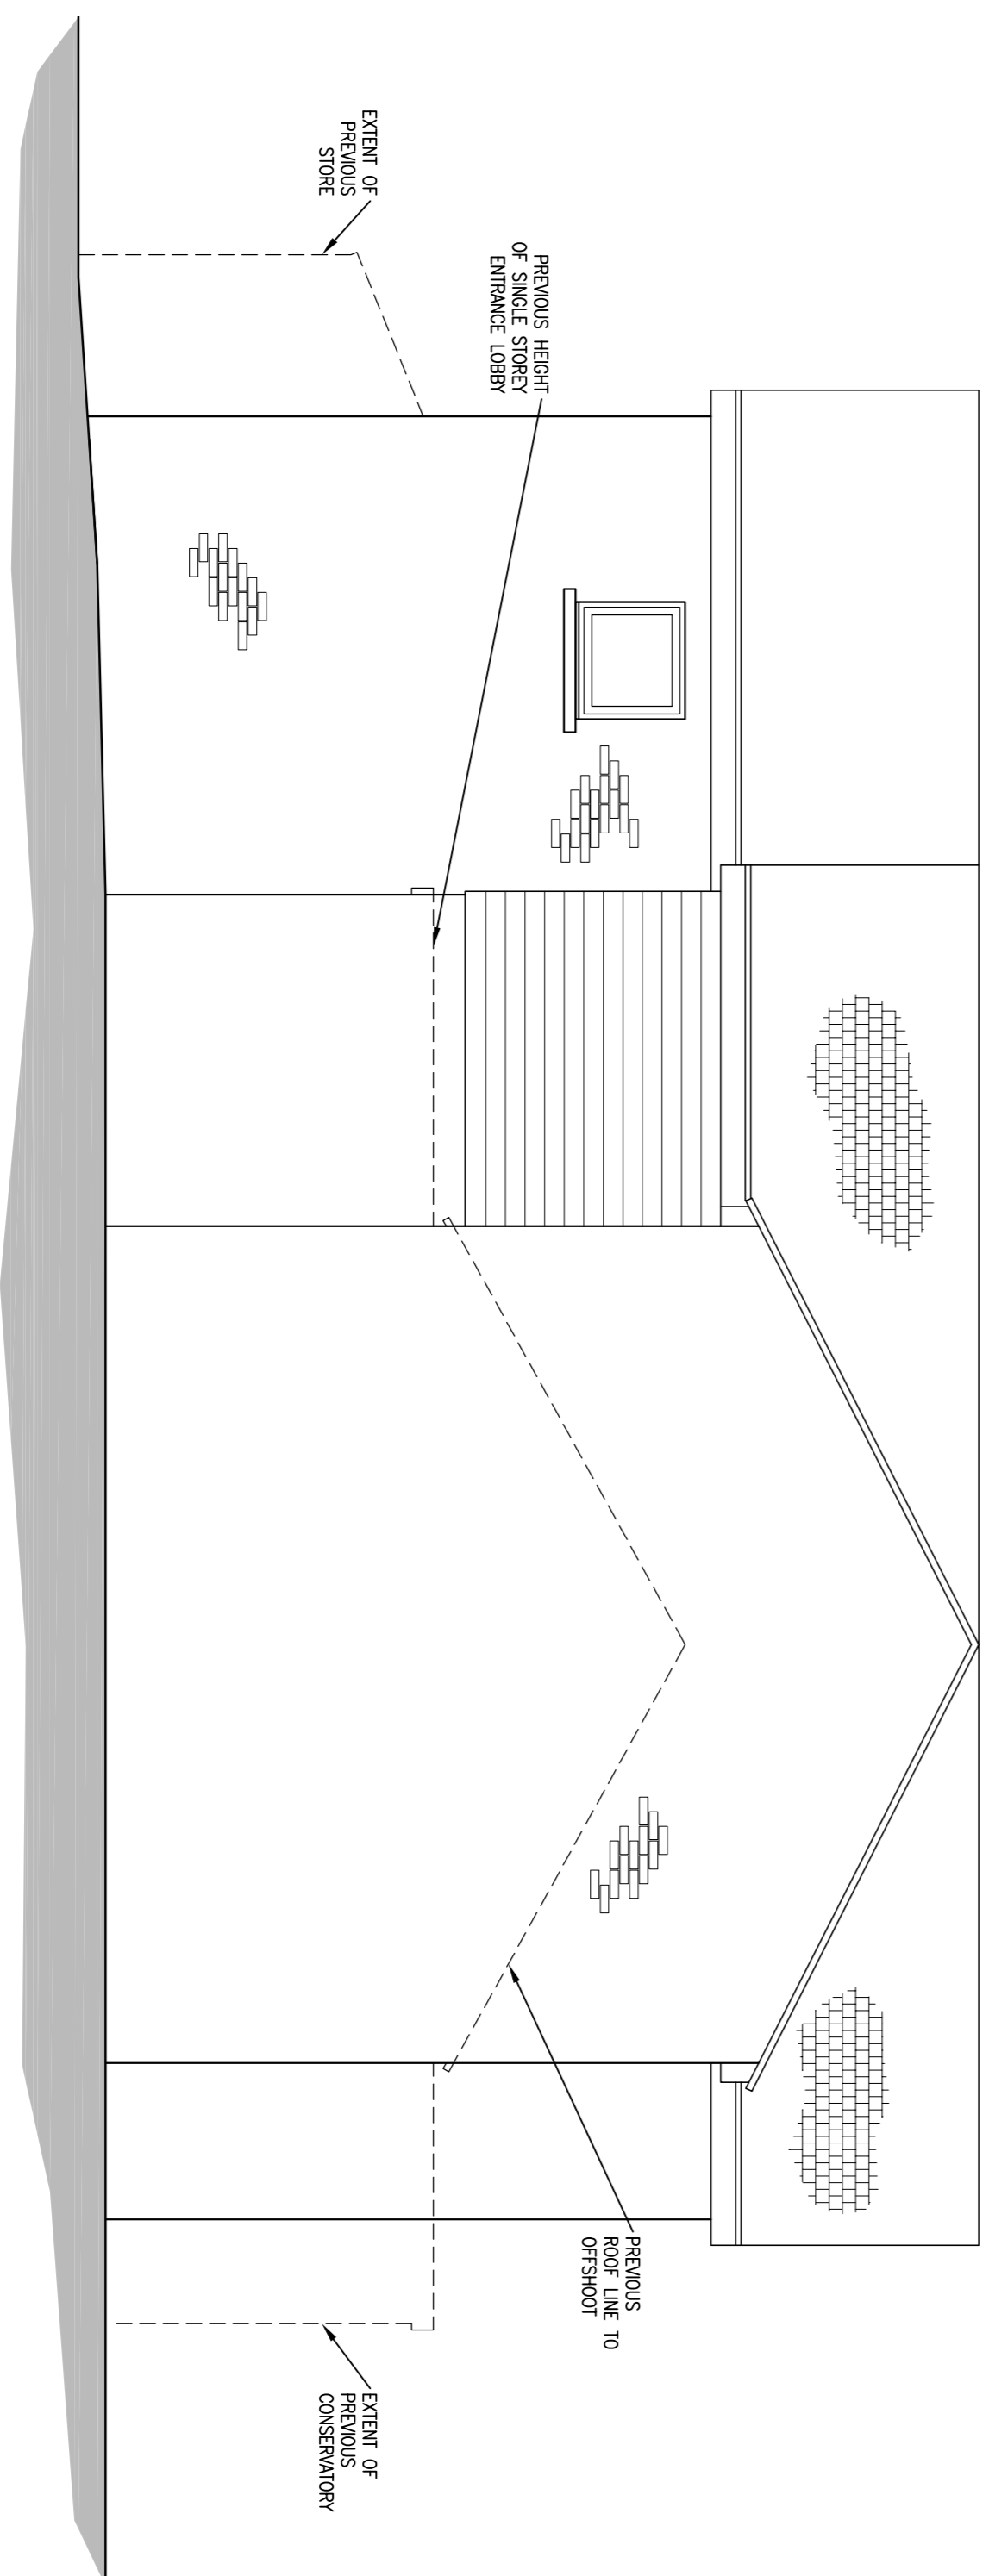 EXTENT OF
PREVIOUS
STORE
PREVIOUS HEIGHT
OF SINGLE STOREY
ENTRANCE LOBBY
PREVIOUS
ROOF LINE TO
OFFSHOOT
EXTENT OF
PREVIOUS
CONSERVATORY